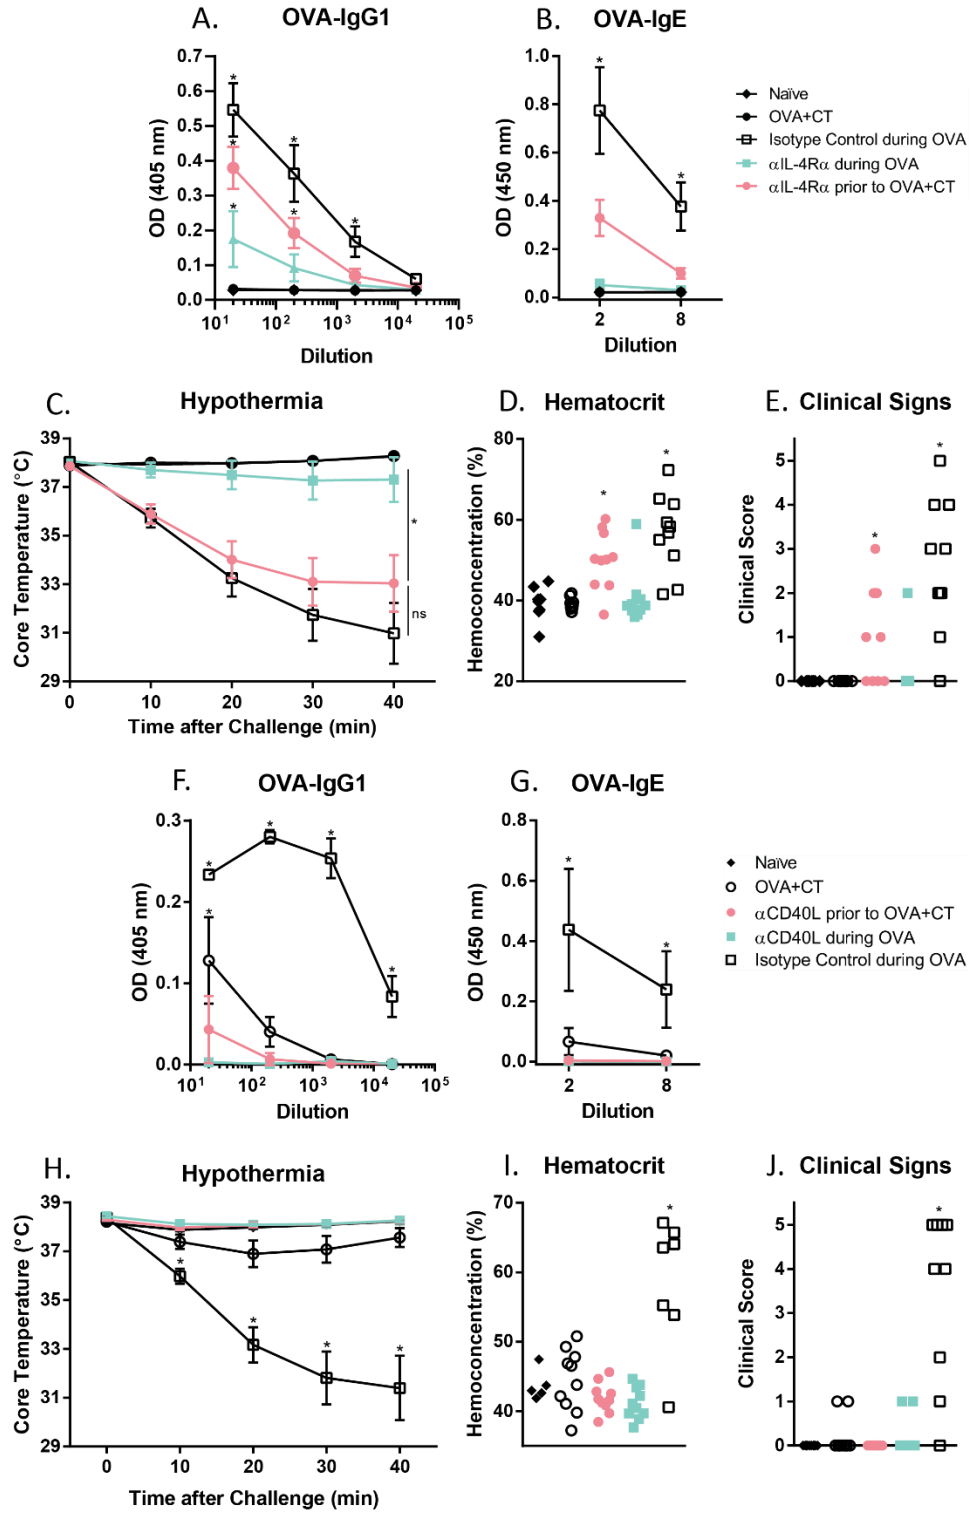 A. OVA-IgG1
B. OVA-IgE
OD (405 nm)
0.7
0.6
0.5
0.4
0.3
0.2
0.1
0.0
* * * * * *
10¹ 10² 10³ 10⁴ 10⁵
Dilution
OD (450 nm)
1.0
0.8
0.6
0.4
0.2
0.0
* *
2 8
Dilution
Naïve
OVA+CT
Isotype Control during OVA
αIL-4Rα during OVA
αIL-4Rα prior to OVA+CT
C. Hypothermia
Core Temperature (°C)
39
37
35
33
31
29
*
ns
0 10 20 30 40
Time after Challenge (min)
D. Hematocrit
Hemoconcentration (%)
80
60
40
20
* *
E. Clinical Signs
Clinical Score
5
4
3
2
1
0
* *
F. OVA-IgG1
OD (405 nm)
0.3
0.2
0.1
0.0
* * * * *
10¹ 10² 10³ 10⁴ 10⁵
Dilution
G. OVA-IgE
OD (450 nm)
0.8
0.6
0.4
0.2
0.0
* *
2 8
Dilution
Naïve
OVA+CT
αCD40L prior to OVA+CT
αCD40L during OVA
Isotype Control during OVA
H. Hypothermia
Core Temperature (°C)
39
37
35
33
31
29
* * * *
0 10 20 30 40
Time after Challenge (min)
I. Hematocrit
Hemoconcentration (%)
70
60
50
40
*
J. Clinical Signs
Clinical Score
5
4
3
2
1
0
*